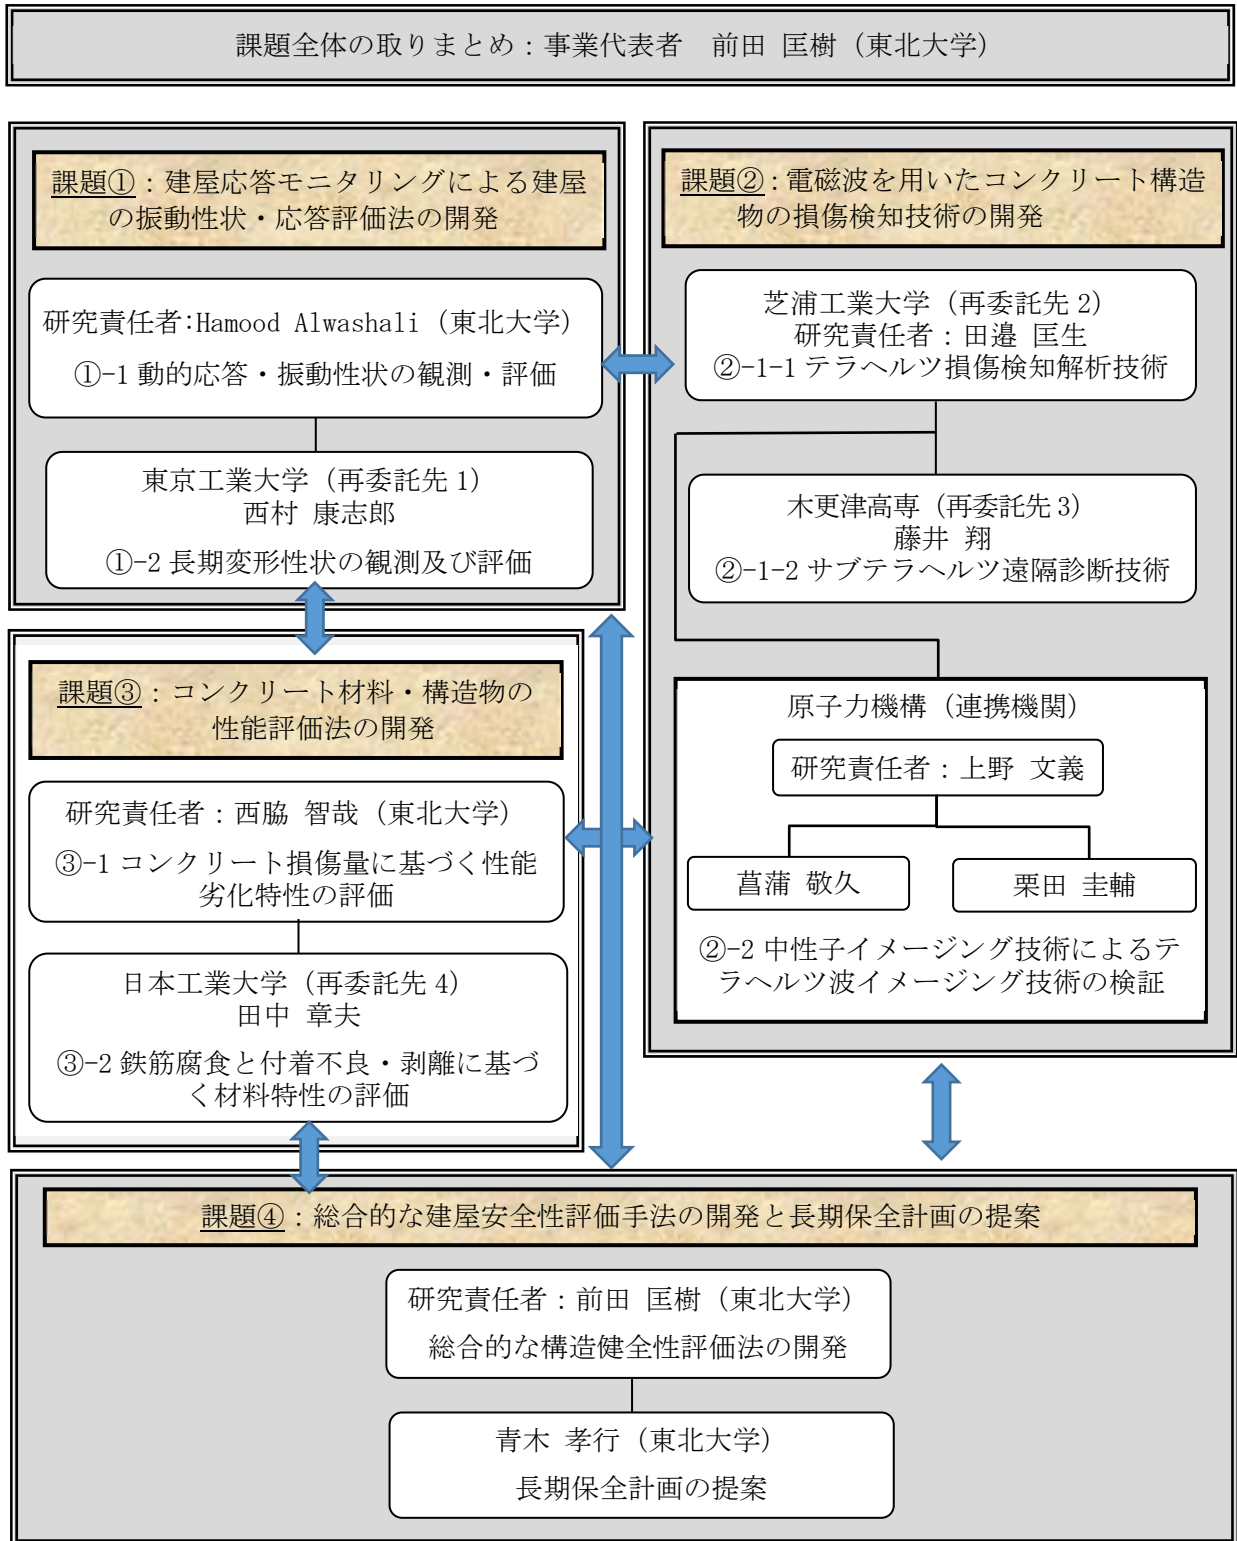 課題全体の取りまとめ：事業代表者　前田 匡樹（東北大学）
課題①：建屋応答モニタリングによる建屋
の振動性状・応答評価法の開発
研究責任者:Hamood Alwashali（東北大学）
①-1 動的応答・振動性状の観測・評価
東京工業大学（再委託先 1）
西村 康志郎
①-2 長期変形性状の観測及び評価
課題②：電磁波を用いたコンクリート構造
物の損傷検知技術の開発
芝浦工業大学（再委託先 2）
研究責任者：田邉 匡生
②-1-1 テラヘルツ損傷検知解析技術
木更津高専（再委託先 3）
藤井 翔
②-1-2 サブテラヘルツ遠隔診断技術
原子力機構（連携機関）
研究責任者：上野 文義
菖蒲 敬久
栗田 圭輔
②-2 中性子イメージング技術によるテ
ラヘルツ波イメージング技術の検証
課題③：コンクリート材料・構造物の
性能評価法の開発
研究責任者：西脇 智哉（東北大学）
③-1 コンクリート損傷量に基づく性能
劣化特性の評価
日本工業大学（再委託先 4）
田中 章夫
③-2 鉄筋腐食と付着不良・剥離に基づ
く材料特性の評価
課題④：総合的な建屋安全性評価手法の開発と長期保全計画の提案
研究責任者：前田 匡樹（東北大学）
総合的な構造健全性評価法の開発
青木 孝行（東北大学）
長期保全計画の提案